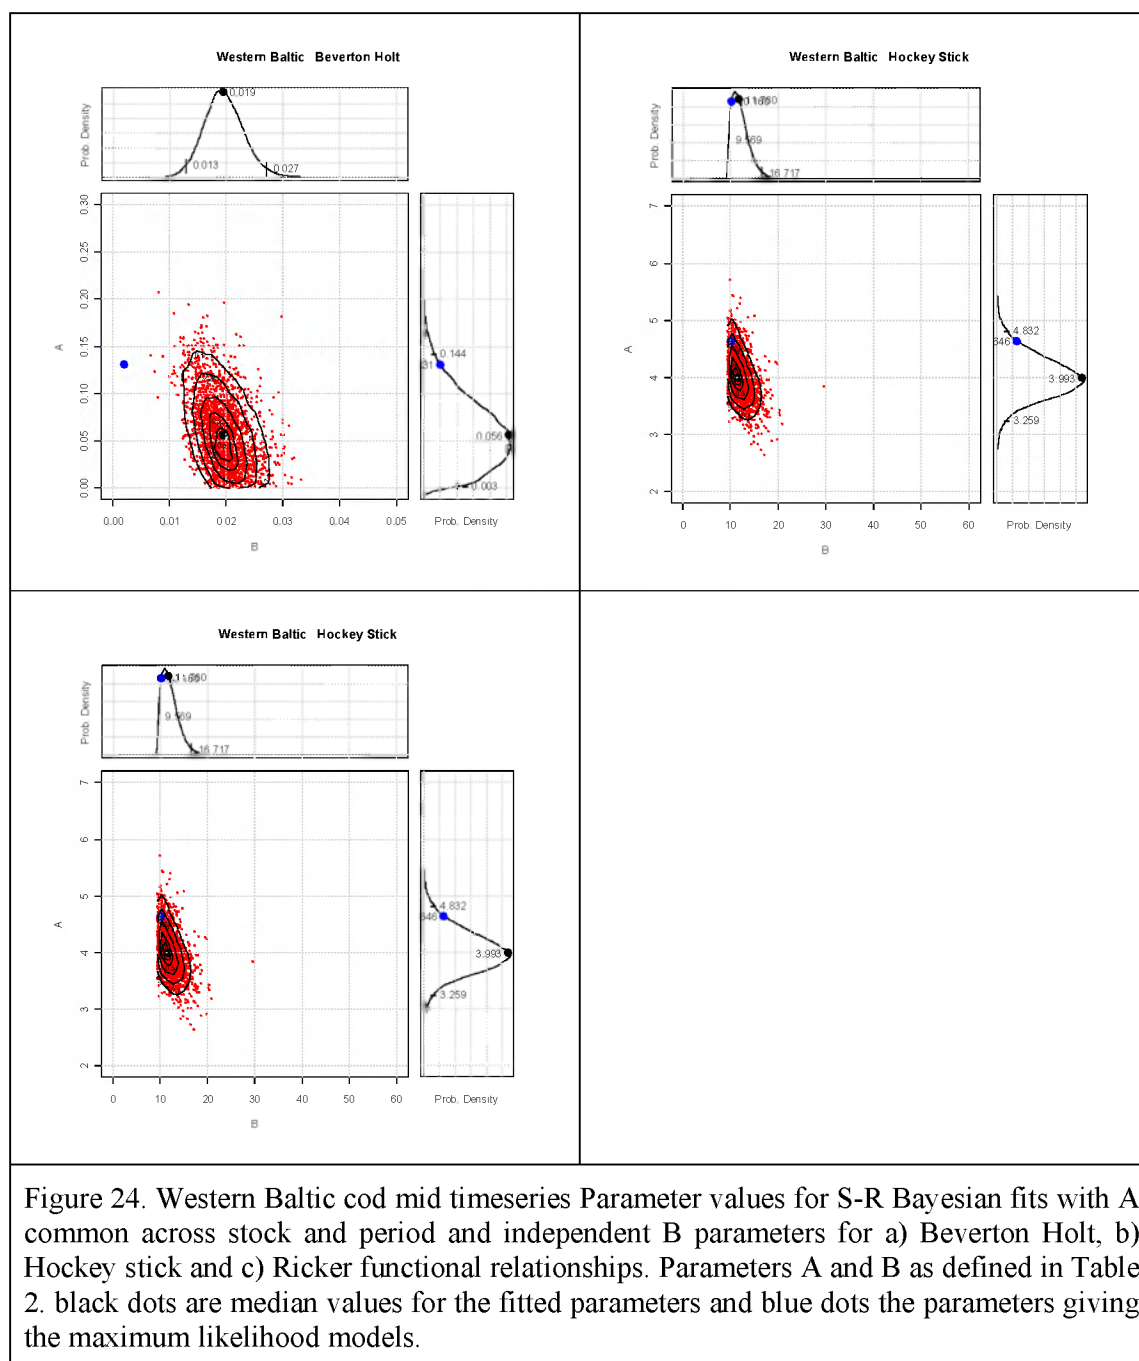 Western Baltic Beverton Holt
Prob. Density
0.019
0.013
0.027
A
0.30
0.25
0.20
0.15
0.10
0.05
0.00
0.144
0.056
0.003
0.00 0.01 0.02 0.03 0.04 0.05
Prob. Density
B
Western Baltic Hockey Stick
Prob. Density
9.569
16.717
A
7
6
5
4
3
2
4.832
3.993
3.259
0 10 20 30 40 50 60
Prob. Density
B
Western Baltic Hockey Stick
Prob. Density
9.569
16.717
A
7
6
5
4
3
2
4.832
3.993
3.259
0 10 20 30 40 50 60
Prob. Density
B
Figure 24. Western Baltic cod mid timeseries Parameter values for S-R Bayesian fits with A
common across stock and period and independent B parameters for a) Beverton Holt, b)
Hockey stick and c) Ricker functional relationships. Parameters A and B as defined in Table
2. black dots are median values for the fitted parameters and blue dots the parameters giving
the maximum likelihood models.